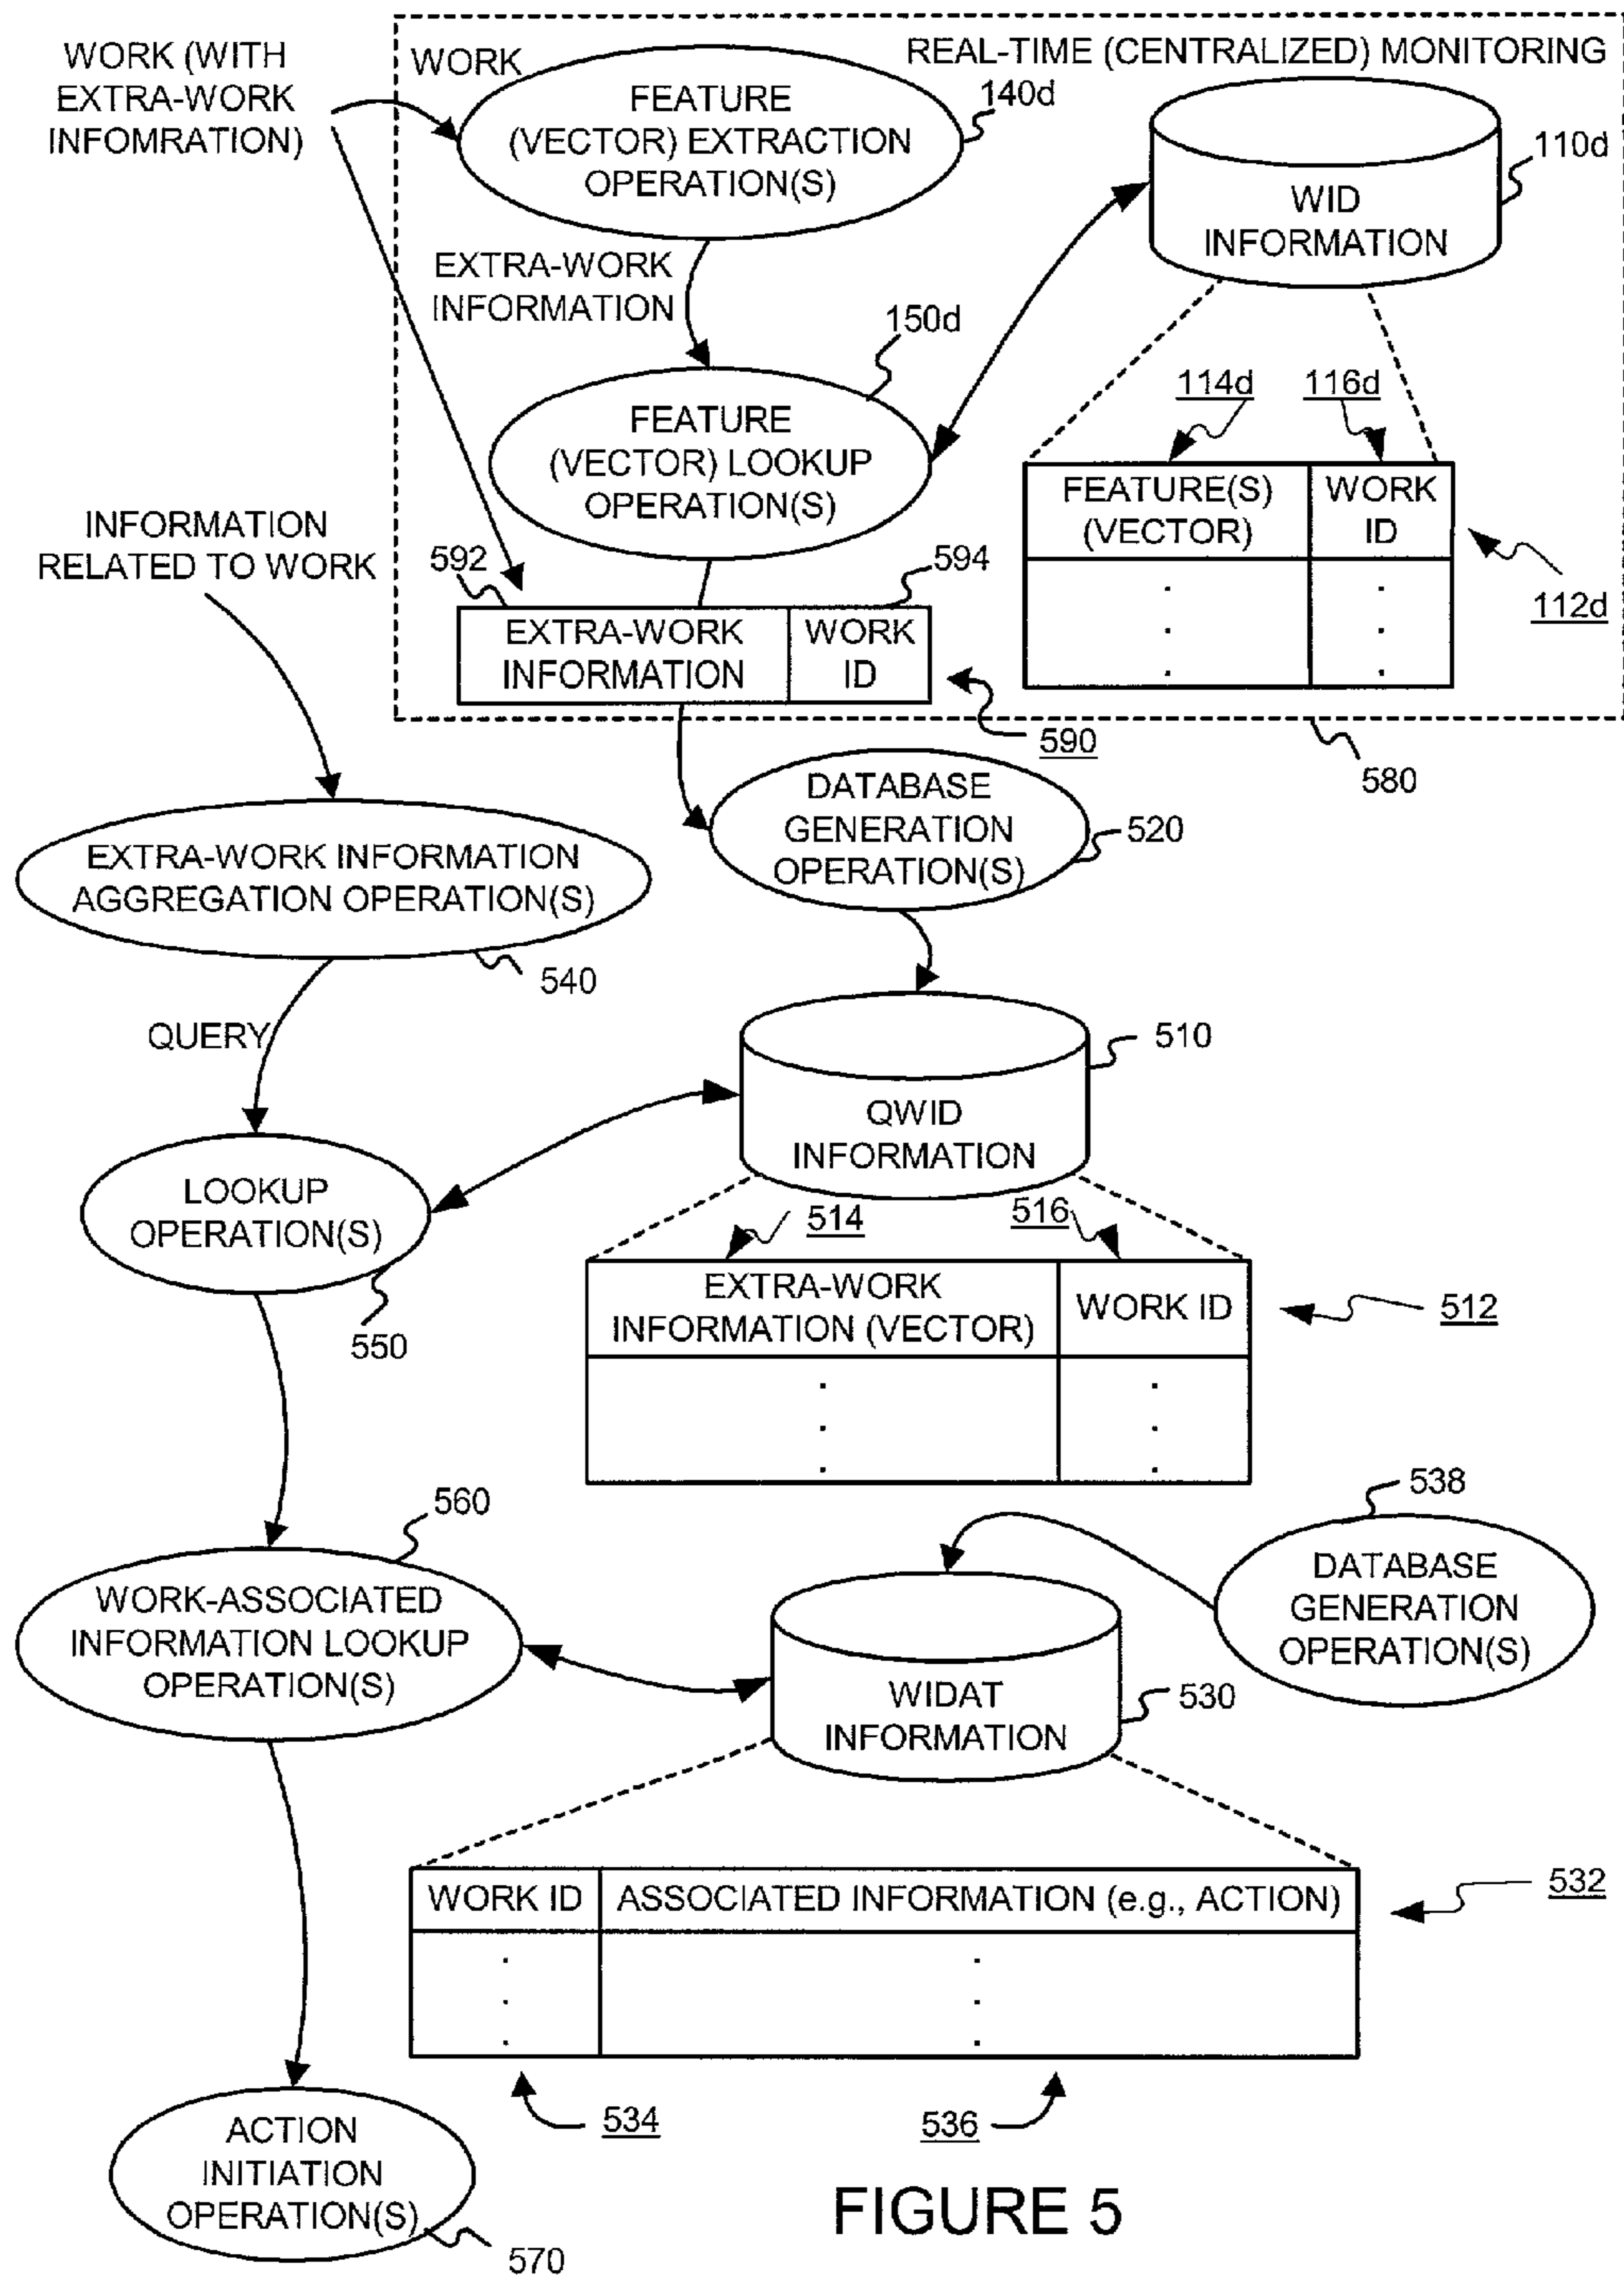 WORK (WITH
EXTRA-WORK
INFOMRATION)
WORK
REAL-TIME (CENTRALIZED) MONITORING
FEATURE
(VECTOR) EXTRACTION
OPERATION(S)
140d
WID
INFORMATION
110d
EXTRA-WORK
INFORMATION
150d
FEATURE
(VECTOR) LOOKUP
OPERATION(S)
114d
116d
FEATURE(S)
(VECTOR)
WORK
ID
.
.
.
.
.
.
112d
INFORMATION
RELATED TO WORK
592
594
EXTRA-WORK
INFORMATION
WORK
ID
590
580
DATABASE
GENERATION
OPERATION(S)
520
EXTRA-WORK INFORMATION
AGGREGATION OPERATION(S)
540
QUERY
510
QWID
INFORMATION
LOOKUP
OPERATION(S)
550
514
516
EXTRA-WORK
INFORMATION (VECTOR)
WORK ID
.
.
.
.
.
.
512
538
DATABASE
GENERATION
OPERATION(S)
560
WORK-ASSOCIATED
INFORMATION LOOKUP
OPERATION(S)
WIDAT
INFORMATION
530
WORK ID
ASSOCIATED INFORMATION (e.g., ACTION)
.
.
.
.
.
.
532
534
536
ACTION
INITIATION
OPERATION(S)
570
FIGURE 5